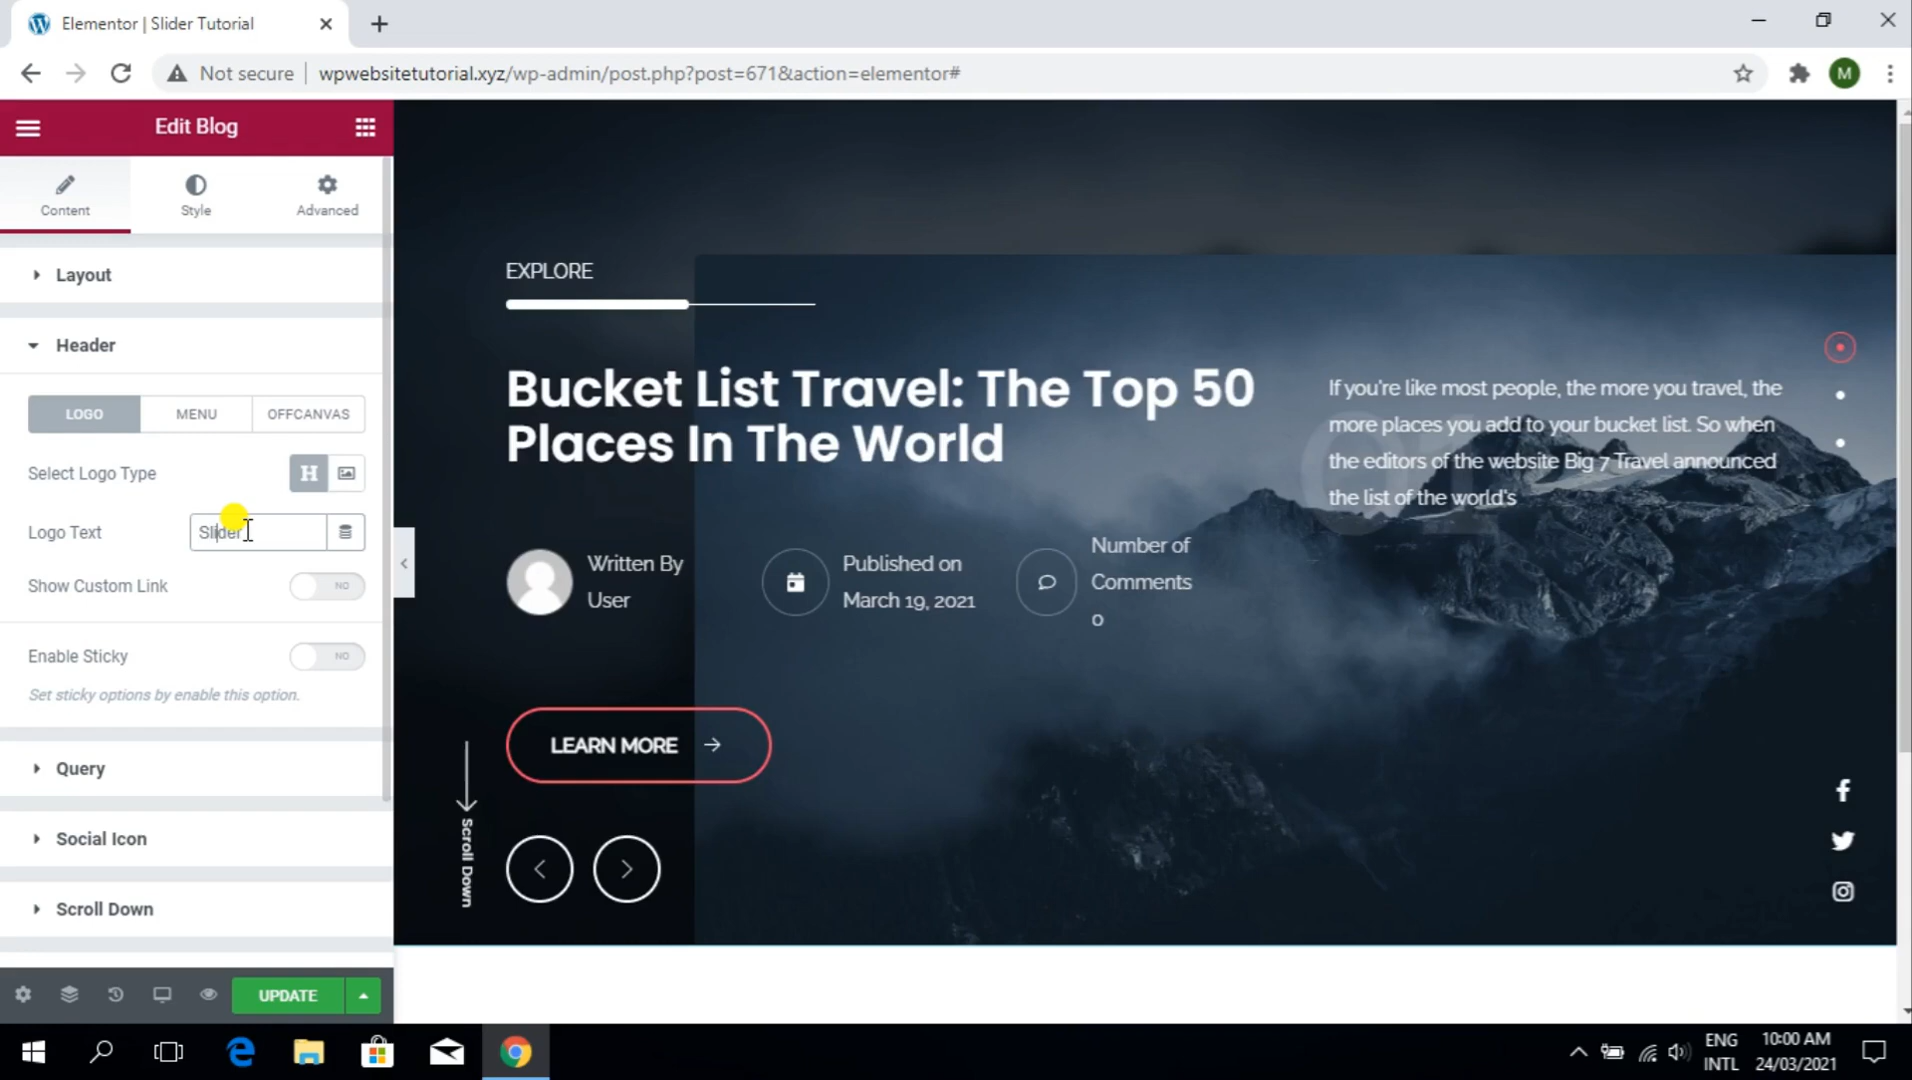 Elementor | Slider Tutorial
Not secure
wpwebsitetutorial.xyz/wp-admin/post.php?post=671&action=elementor#
M
Edit Blog
Content
Style
Advanced
Layout
Header
LOGO
MENU
OFFCANVAS
Select Logo Type
H
Logo Text
Slider
Show Custom Link
NO
Enable Sticky
NO
Set sticky options by enable this option.
Query
Social Icon
Scroll Down
UPDATE
EXPLORE
Bucket List Travel: The Top 50
Places In The World
01
If you're like most people, the more you travel, the
more places you add to your bucket list. So when
the editors of the website Big 7 Travel announced
the list of the world's
Written By
User
Published on
March 19, 2021
Number of
Comments
0
LEARN MORE
Scroll Down
ENG
INTL
10:00 AM
24/03/2021